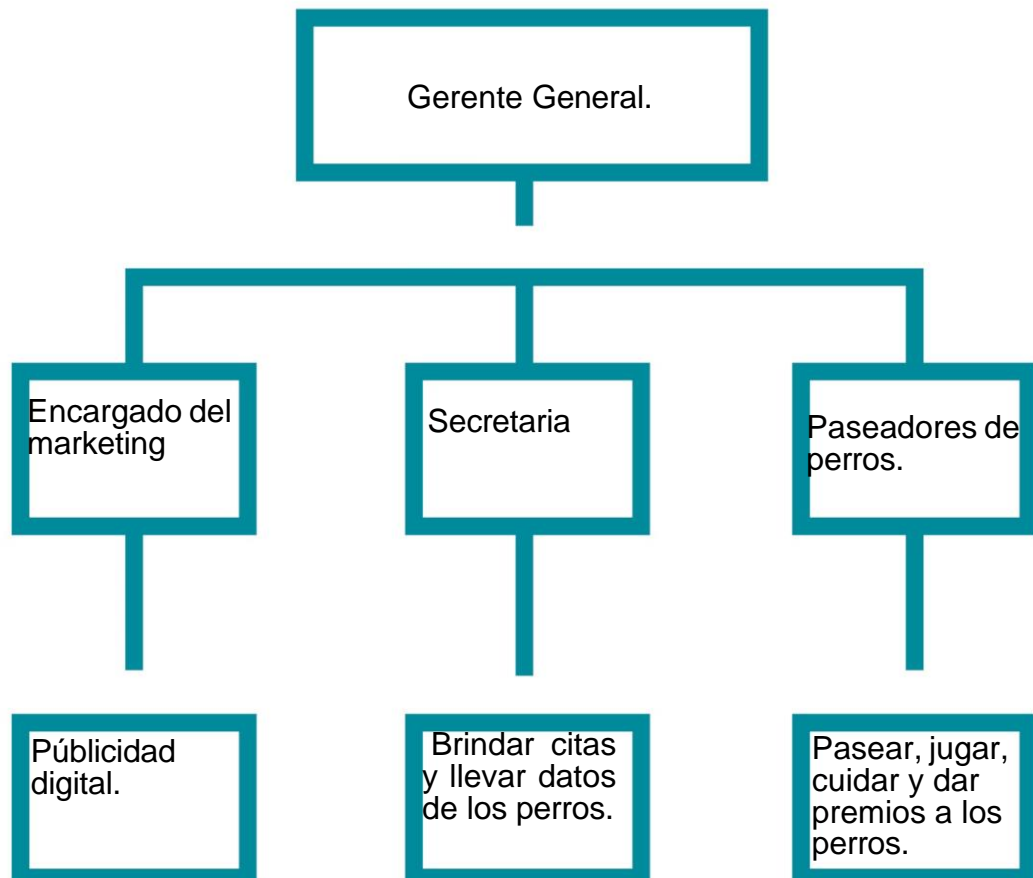 Gerente General.
Encargado del
marketing
Secretaria
Paseadores de
perros.
Públicidad
digital.
Brindar citas
y llevar datos
de los perros.
Pasear, jugar,
cuidar y dar
premios a los
perros.